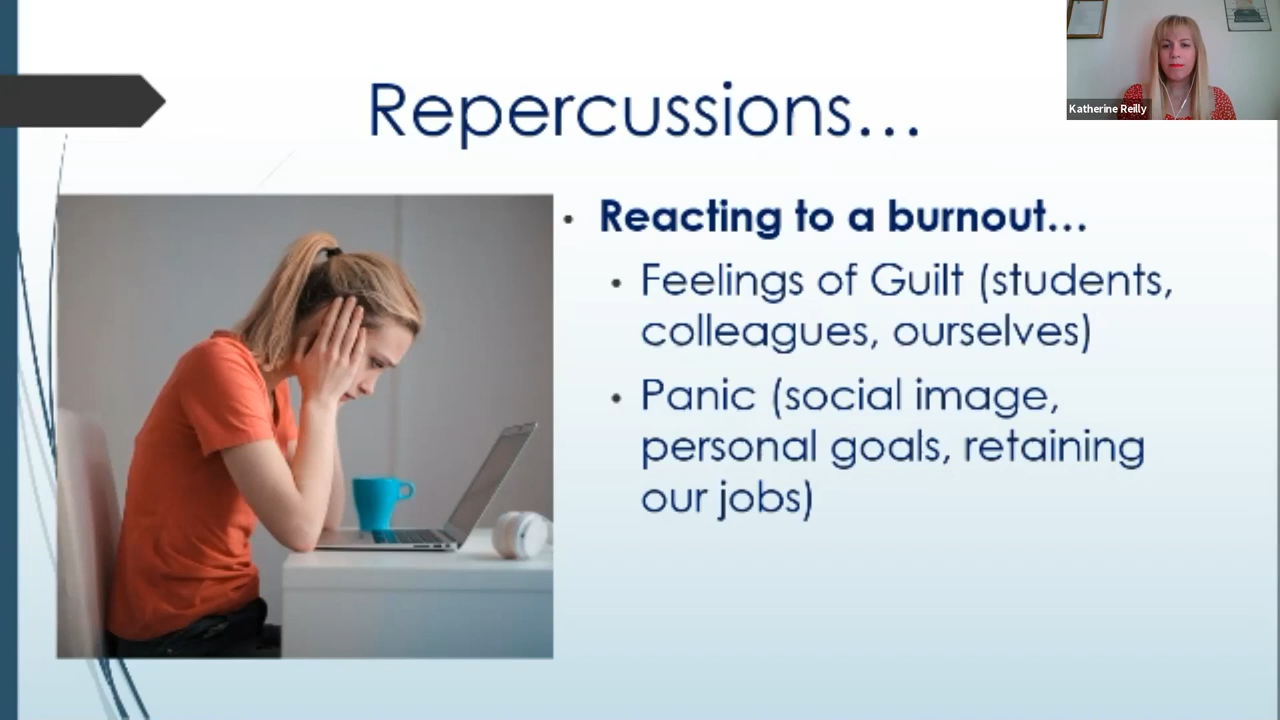 Repercussions…
Katherine Reilly
• Reacting to a burnout…
• Feelings of Guilt (students,
colleagues, ourselves)
• Panic (social image,
personal goals, retaining
our jobs)